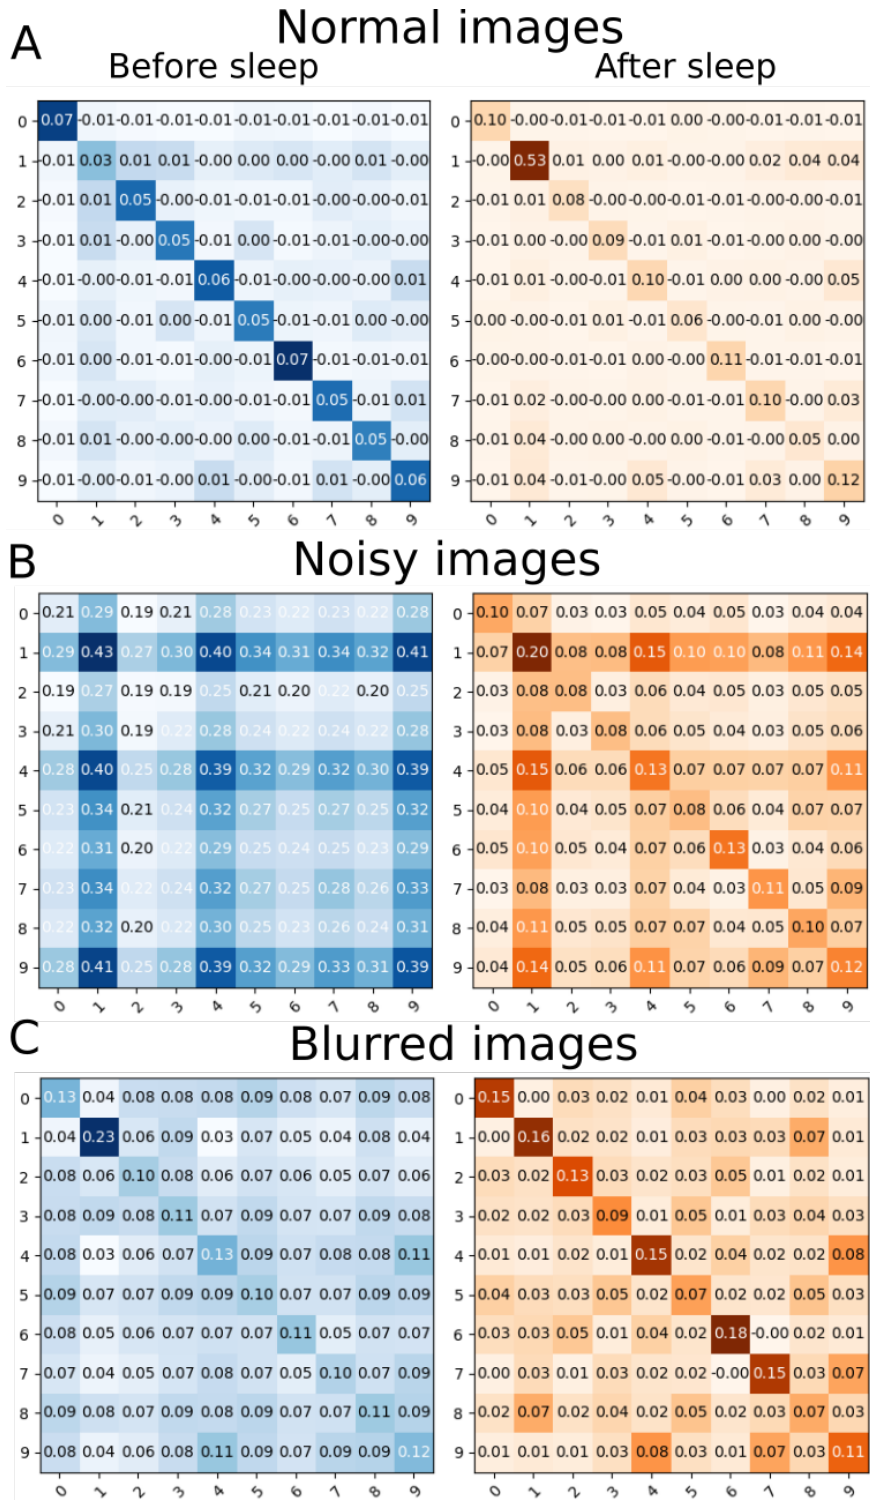 A
Normal images
Before sleep
0 0.07 -0.01 -0.01 -0.01 -0.01 -0.01 -0.01 -0.01 -0.01 -0.01
1 -0.01 0.03 0.01 0.01 -0.00 0.00 0.00 -0.00 0.01 -0.00
2 -0.01 0.01 0.05 -0.00 -0.01 -0.01 -0.01 -0.00 -0.00 -0.01
3 -0.01 0.01 -0.00 0.05 -0.01 0.00 -0.01 -0.01 -0.00 -0.00
4 -0.01 -0.00 -0.01 -0.01 0.06 -0.01 -0.00 -0.00 -0.00 0.01
5 -0.01 0.00 -0.01 0.00 -0.01 0.05 -0.01 -0.01 0.00 -0.00
6 -0.01 0.00 -0.01 -0.01 -0.00 -0.01 0.07 -0.01 -0.01 -0.01
7 -0.01 -0.00 -0.00 -0.01 -0.00 -0.01 -0.01 0.05 -0.01 0.01
8 -0.01 0.01 -0.01 -0.00 -0.00 0.00 -0.01 -0.01 0.05 -0.00
9 -0.01 -0.00 -0.01 -0.00 0.01 -0.00 -0.01 0.01 -0.00 0.06
0 1 2 3 4 5 6 7 8 9
After sleep
0 0.10 -0.00 -0.01 -0.01 -0.01 0.00 -0.00 -0.01 -0.01 -0.01
1 -0.00 0.53 0.01 0.00 0.01 -0.00 -0.00 0.02 0.04 0.04
2 -0.01 0.01 0.08 -0.00 -0.00 -0.01 -0.01 -0.00 -0.00 -0.01
3 -0.01 0.00 -0.00 0.09 -0.01 0.01 -0.01 -0.00 0.00 -0.00
4 -0.01 0.01 -0.00 -0.01 0.10 -0.01 0.00 0.00 -0.00 0.05
5 0.00 -0.00 -0.01 0.01 -0.01 0.06 -0.00 -0.01 0.00 -0.00
6 -0.00 -0.00 -0.01 -0.01 0.00 -0.00 0.11 -0.01 -0.01 -0.01
7 -0.01 0.02 -0.00 -0.00 0.00 -0.01 -0.01 0.10 -0.00 0.03
8 -0.01 0.04 -0.00 0.00 -0.00 0.00 -0.01 -0.00 0.05 0.00
9 -0.01 0.04 -0.01 -0.00 0.05 -0.00 -0.01 0.03 0.00 0.12
0 1 2 3 4 5 6 7 8 9
B
Noisy images
0 0.21 0.29 0.19 0.21 0.28 0.23 0.22 0.23 0.22 0.28
1 0.29 0.43 0.27 0.30 0.40 0.34 0.31 0.34 0.32 0.41
2 0.19 0.27 0.19 0.19 0.25 0.21 0.20 0.22 0.20 0.25
3 0.21 0.30 0.19 0.22 0.28 0.24 0.22 0.24 0.22 0.28
4 0.28 0.40 0.25 0.28 0.39 0.32 0.29 0.32 0.30 0.39
5 0.23 0.34 0.21 0.24 0.32 0.27 0.25 0.27 0.25 0.32
6 0.22 0.31 0.20 0.22 0.29 0.25 0.24 0.25 0.23 0.29
7 0.23 0.34 0.22 0.24 0.32 0.27 0.25 0.28 0.26 0.33
8 0.22 0.32 0.20 0.22 0.30 0.25 0.23 0.26 0.24 0.31
9 0.28 0.41 0.25 0.28 0.39 0.32 0.29 0.33 0.31 0.39
0 1 2 3 4 5 6 7 8 9
0 0.10 0.07 0.03 0.03 0.05 0.04 0.05 0.03 0.04 0.04
1 0.07 0.20 0.08 0.08 0.15 0.10 0.10 0.08 0.11 0.14
2 0.03 0.08 0.08 0.03 0.06 0.04 0.05 0.03 0.05 0.05
3 0.03 0.08 0.03 0.08 0.06 0.05 0.04 0.03 0.05 0.06
4 0.05 0.15 0.06 0.06 0.13 0.07 0.07 0.07 0.07 0.11
5 0.04 0.10 0.04 0.05 0.07 0.08 0.06 0.04 0.07 0.07
6 0.05 0.10 0.05 0.04 0.07 0.06 0.13 0.03 0.04 0.06
7 0.03 0.08 0.03 0.03 0.07 0.04 0.03 0.11 0.05 0.09
8 0.04 0.11 0.05 0.05 0.07 0.07 0.04 0.05 0.10 0.07
9 0.04 0.14 0.05 0.06 0.11 0.07 0.06 0.09 0.07 0.12
0 1 2 3 4 5 6 7 8 9
C
Blurred images
0 0.13 0.04 0.08 0.08 0.08 0.09 0.08 0.07 0.09 0.08
1 0.04 0.23 0.06 0.09 0.03 0.07 0.05 0.04 0.08 0.04
2 0.08 0.06 0.10 0.08 0.06 0.07 0.06 0.05 0.07 0.06
3 0.08 0.09 0.08 0.11 0.07 0.09 0.07 0.07 0.09 0.08
4 0.08 0.03 0.06 0.07 0.13 0.09 0.07 0.08 0.08 0.11
5 0.09 0.07 0.07 0.09 0.09 0.10 0.07 0.07 0.09 0.09
6 0.08 0.05 0.06 0.07 0.07 0.07 0.11 0.05 0.07 0.07
7 0.07 0.04 0.05 0.07 0.08 0.07 0.05 0.10 0.07 0.09
8 0.09 0.08 0.07 0.09 0.08 0.09 0.07 0.07 0.11 0.09
9 0.08 0.04 0.06 0.08 0.11 0.09 0.07 0.09 0.09 0.12
0 1 2 3 4 5 6 7 8 9
0 0.15 0.00 0.03 0.02 0.01 0.04 0.03 0.00 0.02 0.01
1 0.00 0.16 0.02 0.02 0.01 0.03 0.03 0.03 0.07 0.01
2 0.03 0.02 0.13 0.03 0.02 0.03 0.05 0.01 0.02 0.01
3 0.02 0.02 0.03 0.09 0.01 0.05 0.01 0.03 0.04 0.03
4 0.01 0.01 0.02 0.01 0.15 0.02 0.04 0.02 0.02 0.08
5 0.04 0.03 0.03 0.05 0.02 0.07 0.02 0.02 0.05 0.03
6 0.03 0.03 0.05 0.01 0.04 0.02 0.18 -0.00 0.02 0.01
7 0.00 0.03 0.01 0.03 0.02 0.02 -0.00 0.15 0.03 0.07
8 0.02 0.07 0.02 0.04 0.02 0.05 0.02 0.03 0.07 0.03
9 0.01 0.01 0.01 0.03 0.08 0.03 0.01 0.07 0.03 0.11
0 1 2 3 4 5 6 7 8 9